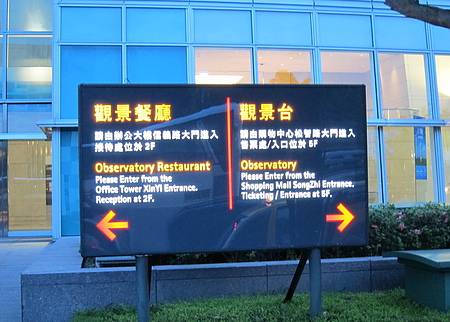 觀景餐廳
請由辦公大樓信義路大門進入
接待處位於 2F
Observatory Restaurant
Please Enter from the
Office Tower XinYi Entrance.
Reception at 2F.
觀景台
請由購物中心松智路大門進入
售票處/入口位於 5F
Observatory
Please Enter from the
Shopping Mall SongZhi Entrance.
Ticketing / Entrance at 5F.